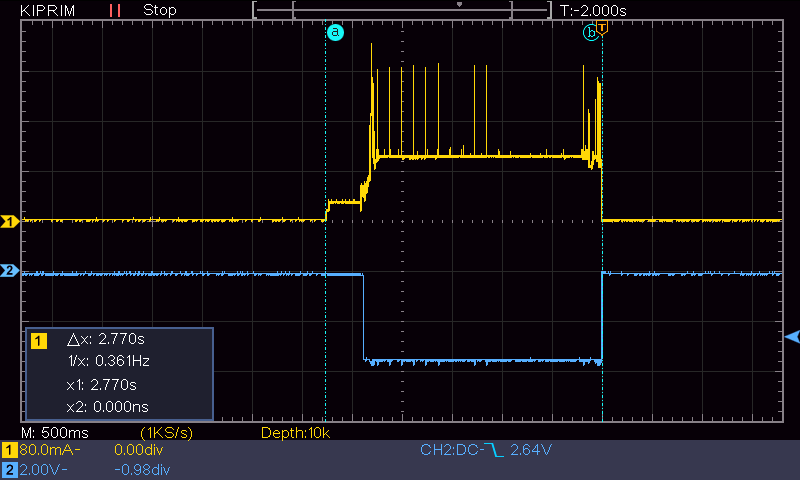 KIPRIM Stop T:-2.000s
a b T
1
2
1 △x: 2.770s
1/x: 0.361Hz
x1: 2.770s
x2: 0.000ns
M: 500ms (1KS/s) Depth:10k
1 80.0mA- 0.00div CH2:DC- 2.64V
2 2.00V- -0.98div